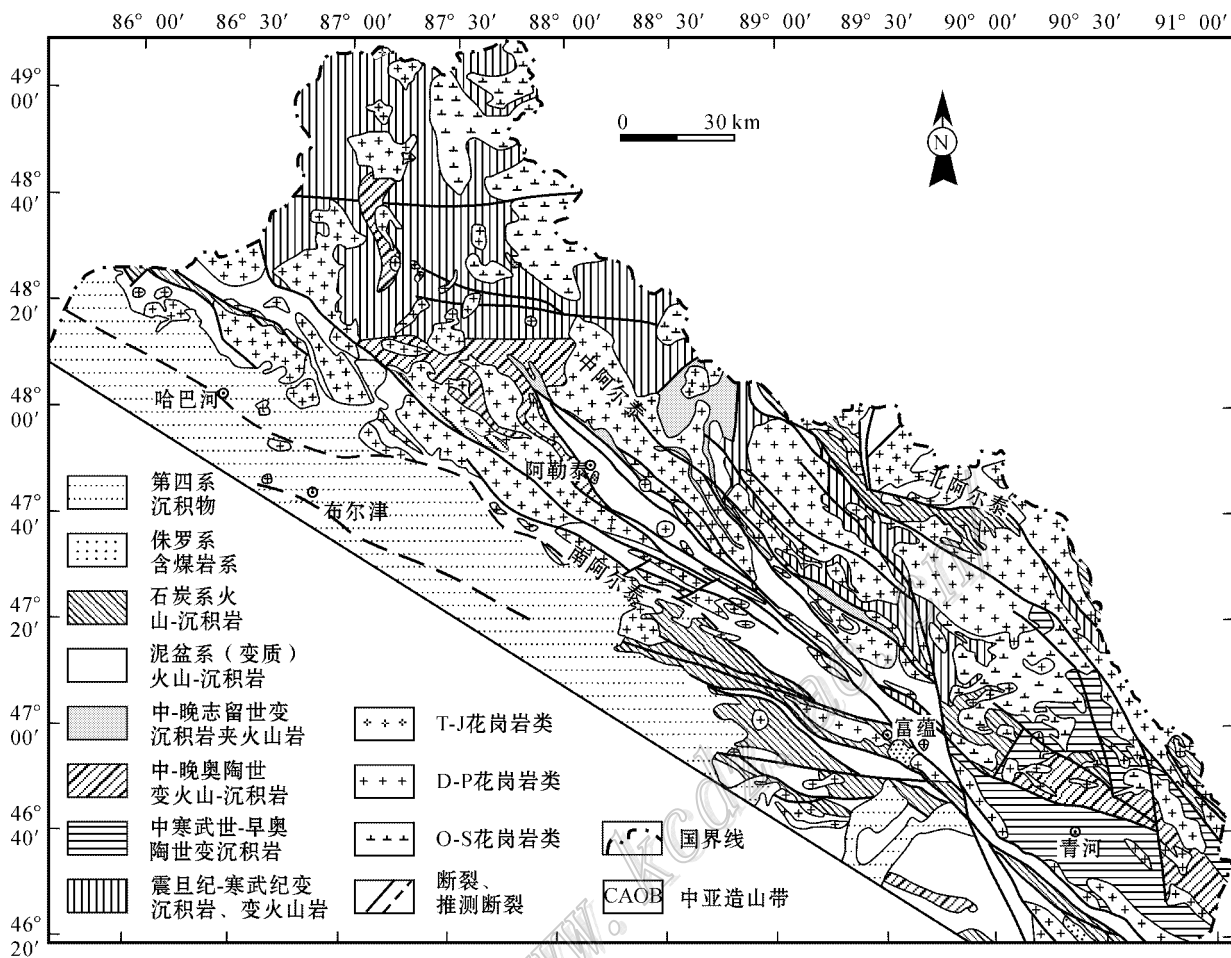 86° 00′ 86° 30′ 87° 00′ 87° 30′ 88° 00′ 88° 30′ 89° 00′ 89° 30′ 90° 00′ 90° 30′ 91° 00′
49°
00′
48°
40′
48°
20′
48°
00′
47°
40′
47°
20′
47°
00′
46°
40′
46°
20′
0 30 km
N
中阿尔泰
北阿尔泰
南阿尔泰
哈巴河
阿勒泰
布尔津
富蕴
青河
第四系
沉积物
侏罗系
含煤岩系
石炭系火
山-沉积岩
泥盆系（变质）
火山-沉积岩
中-晚志留世变
沉积岩夹火山岩
中-晚奥陶世
变火山-沉积岩
中寒武世-早奥
陶世变沉积岩
震旦纪-寒武纪变
沉积岩、变火山岩
T-J花岗岩类
D-P花岗岩类
O-S花岗岩类
断裂、
推测断裂
国界线
CAOB 中亚造山带